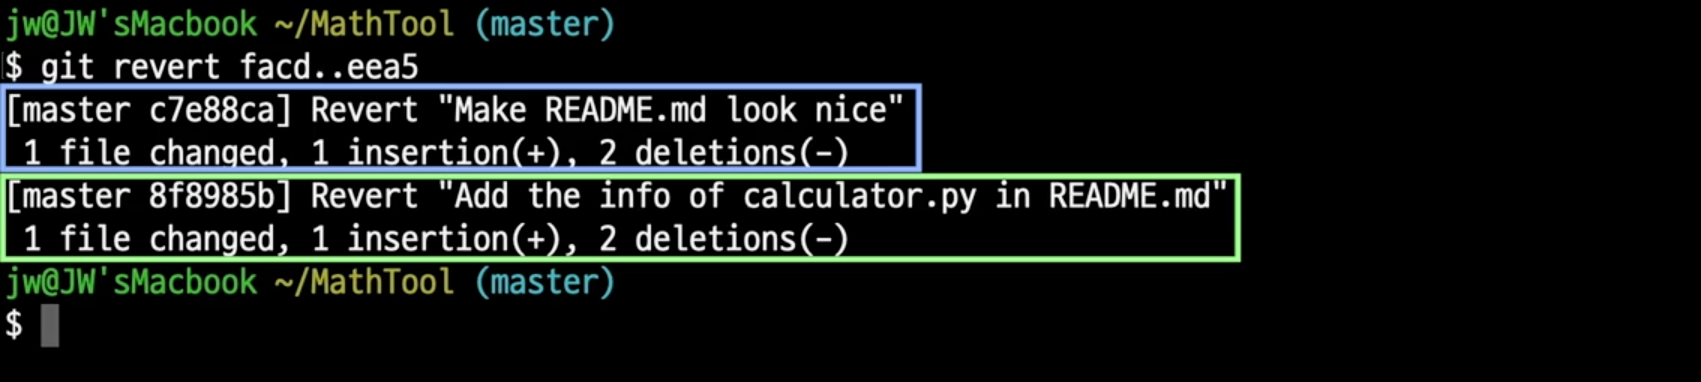 jw@JW'sMacbook ~/MathTool (master)
$ git revert facd..eea5
[master c7e88ca] Revert "Make README.md look nice"
 1 file changed, 1 insertion(+), 2 deletions(-)
[master 8f8985b] Revert "Add the info of calculator.py in README.md"
 1 file changed, 1 insertion(+), 2 deletions(-)
jw@JW'sMacbook ~/MathTool (master)
$